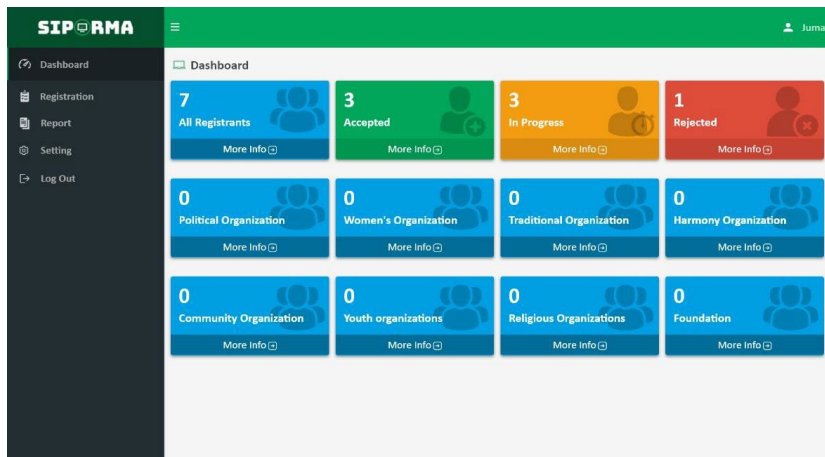 SIPORMA
Juma
Dashboard
Registration
Report
Setting
Log Out
Dashboard
7
All Registrants
More Info
3
Accepted
More Info
3
In Progress
More Info
1
Rejected
More Info
0
Political Organization
More Info
0
Women's Organization
More Info
0
Traditional Organization
More Info
0
Harmony Organization
More Info
0
Community Organization
More Info
0
Youth organizations
More Info
0
Religious Organizations
More Info
0
Foundation
More Info